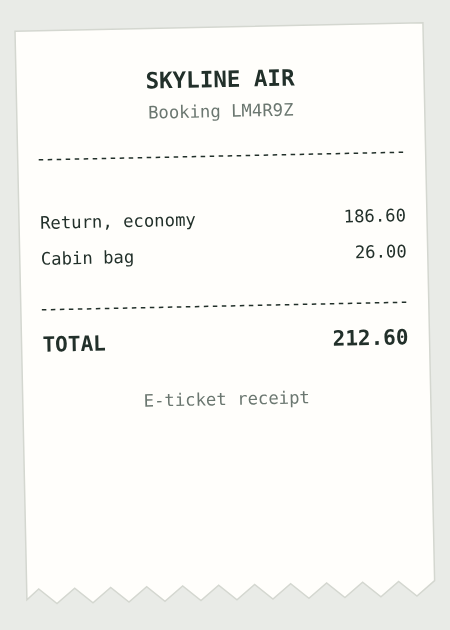 SKYLINE AIR
Booking LM4R9Z
Return, economy 186.60
Cabin bag 26.00
TOTAL 212.60
E-ticket receipt